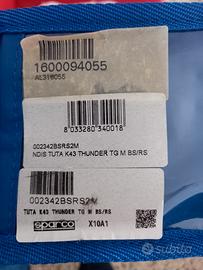 1600094055
AL316055
8 033280 340018
002342BSRS2M
NDIS TUTA K43 THUNDER TG M BS/RS
002342BSRS2M
TUTA K43 THUNDER TG M BS/RS
sparco X10A1
subito